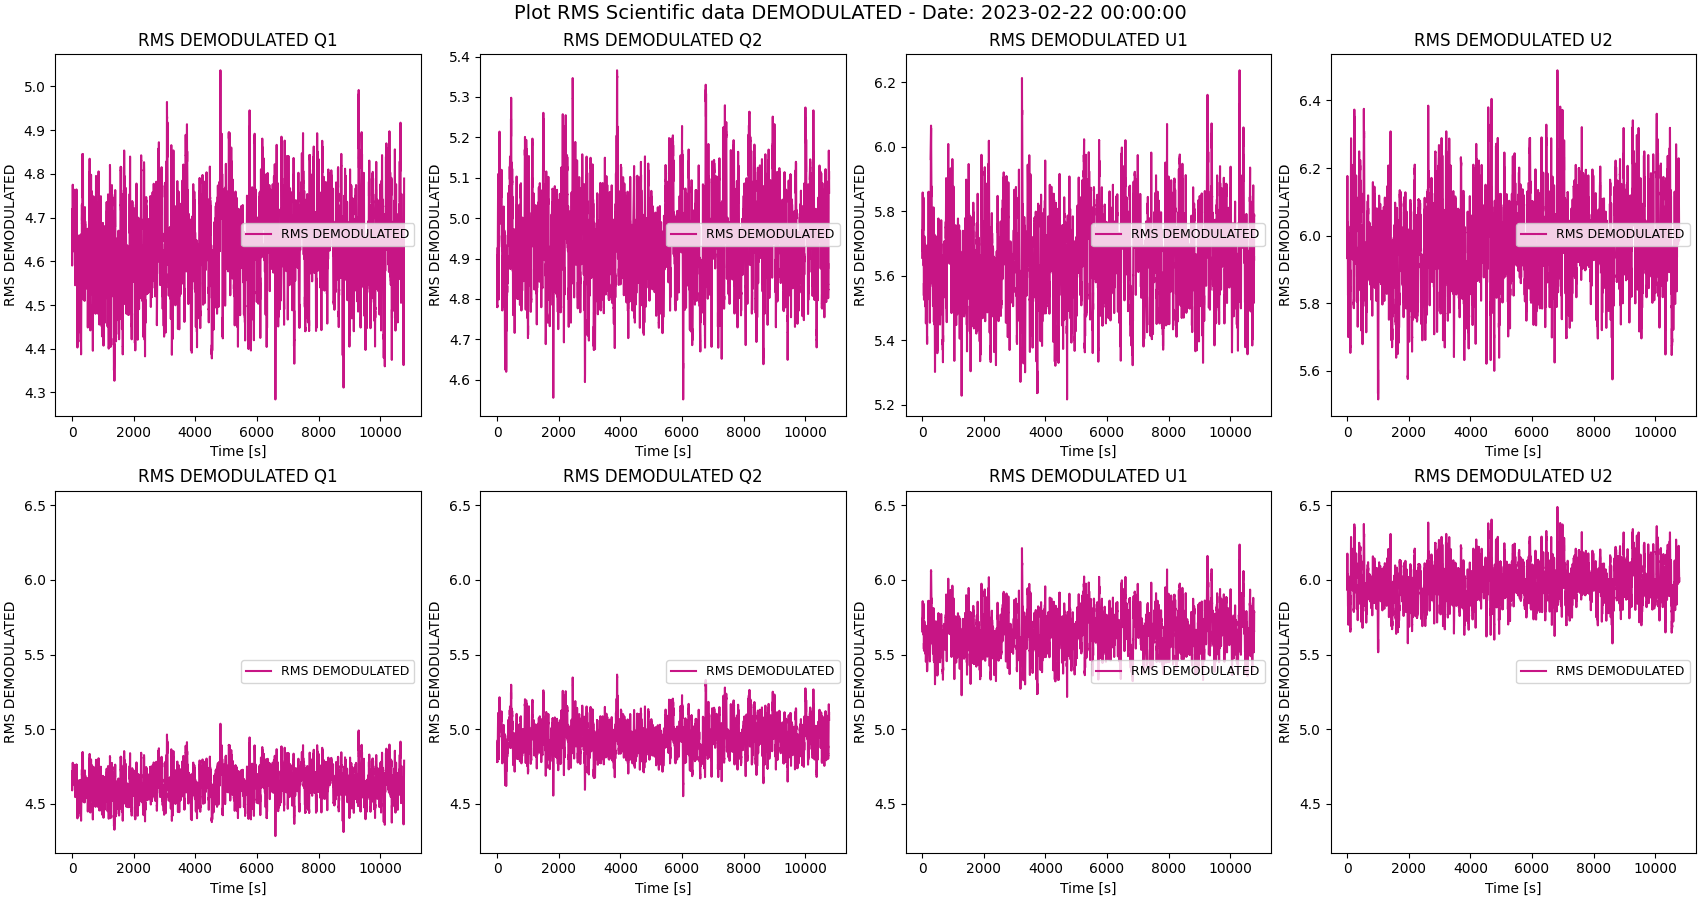 Plot RMS Scientific data DEMODULATED - Date: 2023-02-22 00:00:00
RMS DEMODULATED Q1
RMS DEMODULATED
5.0
4.9
4.8
4.7
4.6
4.5
4.4
4.3
RMS DEMODULATED
0 2000 4000 6000 8000 10000
Time [s]
RMS DEMODULATED Q2
RMS DEMODULATED
5.4
5.3
5.2
5.1
5.0
4.9
4.8
4.7
4.6
RMS DEMODULATED
0 2000 4000 6000 8000 10000
Time [s]
RMS DEMODULATED U1
RMS DEMODULATED
6.2
6.0
5.8
5.6
5.4
5.2
RMS DEMODULATED
0 2000 4000 6000 8000 10000
Time [s]
RMS DEMODULATED U2
RMS DEMODULATED
6.4
6.2
6.0
5.8
5.6
RMS DEMODULATED
0 2000 4000 6000 8000 10000
Time [s]
RMS DEMODULATED Q1
RMS DEMODULATED
6.5
6.0
5.5
5.0
4.5
RMS DEMODULATED
0 2000 4000 6000 8000 10000
Time [s]
RMS DEMODULATED Q2
RMS DEMODULATED
6.5
6.0
5.5
5.0
4.5
RMS DEMODULATED
0 2000 4000 6000 8000 10000
Time [s]
RMS DEMODULATED U1
RMS DEMODULATED
6.5
6.0
5.5
5.0
4.5
RMS DEMODULATED
0 2000 4000 6000 8000 10000
Time [s]
RMS DEMODULATED U2
RMS DEMODULATED
6.5
6.0
5.5
5.0
4.5
RMS DEMODULATED
0 2000 4000 6000 8000 10000
Time [s]